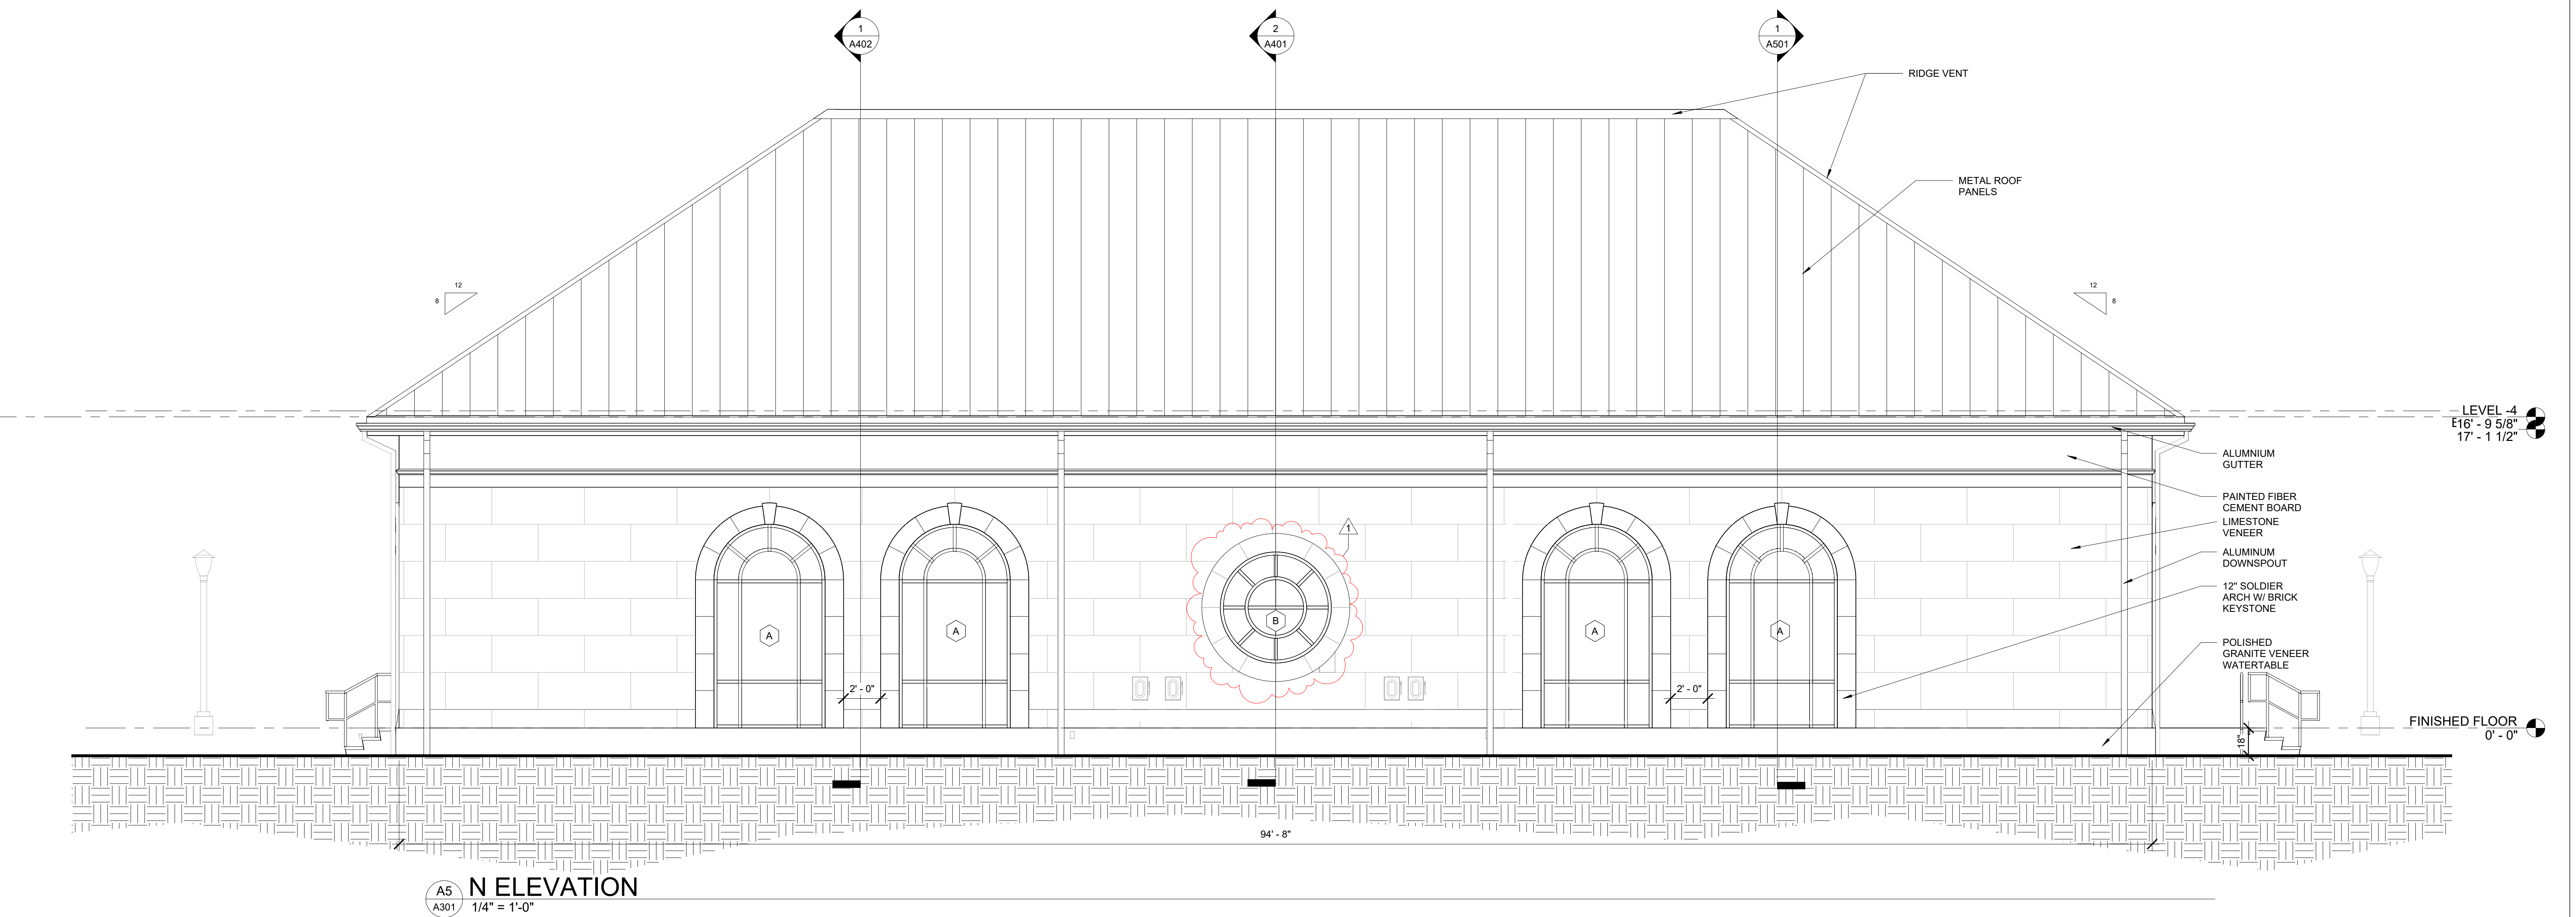 1
A402
2
A401
1
A501
RIDGE VENT
METAL ROOF
PANELS
12
8
12
8
LEVEL -4
E16' - 9 5/8"
17' - 1 1/2"
ALUMNIUM
GUTTER
PAINTED FIBER
CEMENT BOARD
LIMESTONE
VENEER
ALUMINUM
DOWNSPOUT
12" SOLDIER
ARCH W/ BRICK
KEYSTONE
POLISHED
GRANITE VENEER
WATERTABLE
1
A
A
B
A
A
2' - 0"
2' - 0"
FINISHED FLOOR
0' - 0"
18"
94' - 8"
A5
A301
N ELEVATION
1/4" = 1'-0"